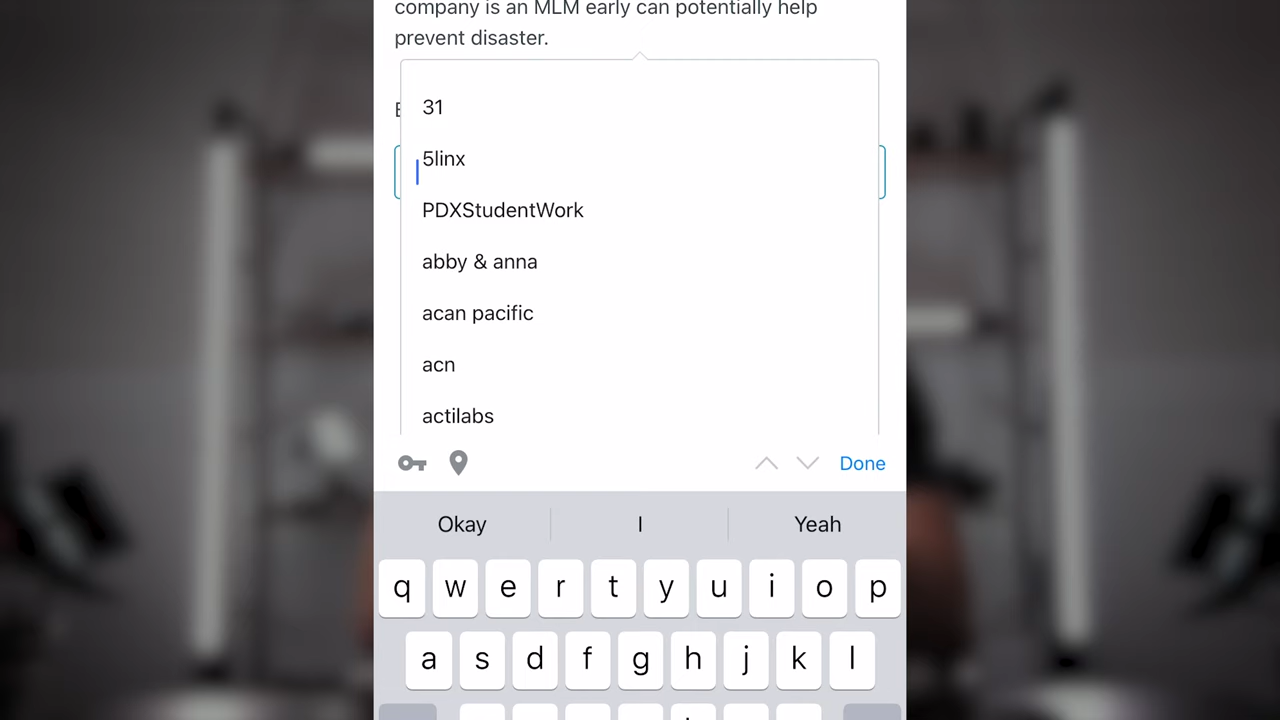 company is an MLM early can potentially help
prevent disaster.
31
5linx
PDXStudentWork
abby & anna
acan pacific
acn
actilabs
Done
Okay
I
Yeah
q w e r t y u i o p
a s d f g h j k l